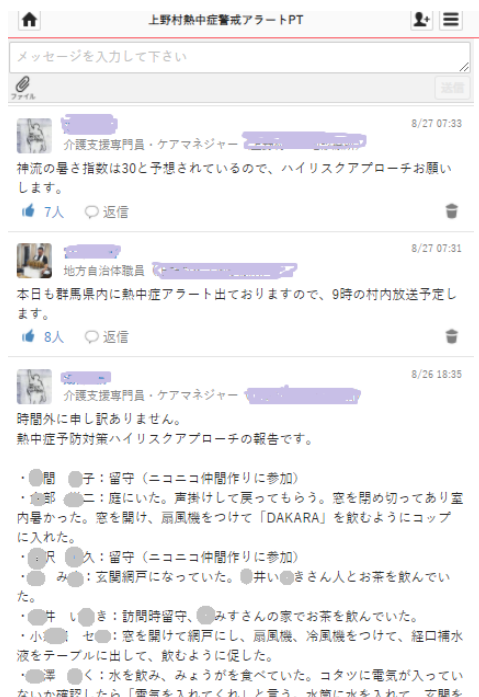 上野村熱中症警戒アラートPT
メッセージを入力して下さい
ファイル
送信
8/27 07:33
介護支援専門員・ケアマネジャー
神流の暑さ指数は30と予想されているので、ハイリスクアプローチお願い
します。
7人 返信
8/27 07:31
地方自治体職員
本日も群馬県内に熱中症アラート出ておりますので、9時の村内放送予定し
ます。
8人 返信
8/26 18:35
介護支援専門員・ケアマネジャー
時間外に申し訳ありません。
熱中症予防対策ハイリスクアプローチの報告です。
・間 子：留守（ニコニコ仲間作りに参加）
・部 二：庭にいた。声掛けして戻ってもらう。窓を閉め切ってあり室
内暑かった。窓を開け、扇風機をつけて「DAKARA」を飲むようにコップ
に入れた。
・沢 久：留守（ニコニコ仲間作りに参加）
・ み ：玄関網戸になっていた。井い きさん人とお茶を飲んでい
た。
・井 い き：訪問時留守、みすさんの家でお茶を飲んでいた。
・小 セ ：窓を開けて網戸にし、扇風機、冷風機をつけて、経口補水
液をテーブルに出して、飲むように促した。
・澤 く：水を飲み、みょうがを食べていた。コタツに電気が入ってい
ないか確認したら「電気を入れてくれ」と言う。水筒に水を入れて、玄関を